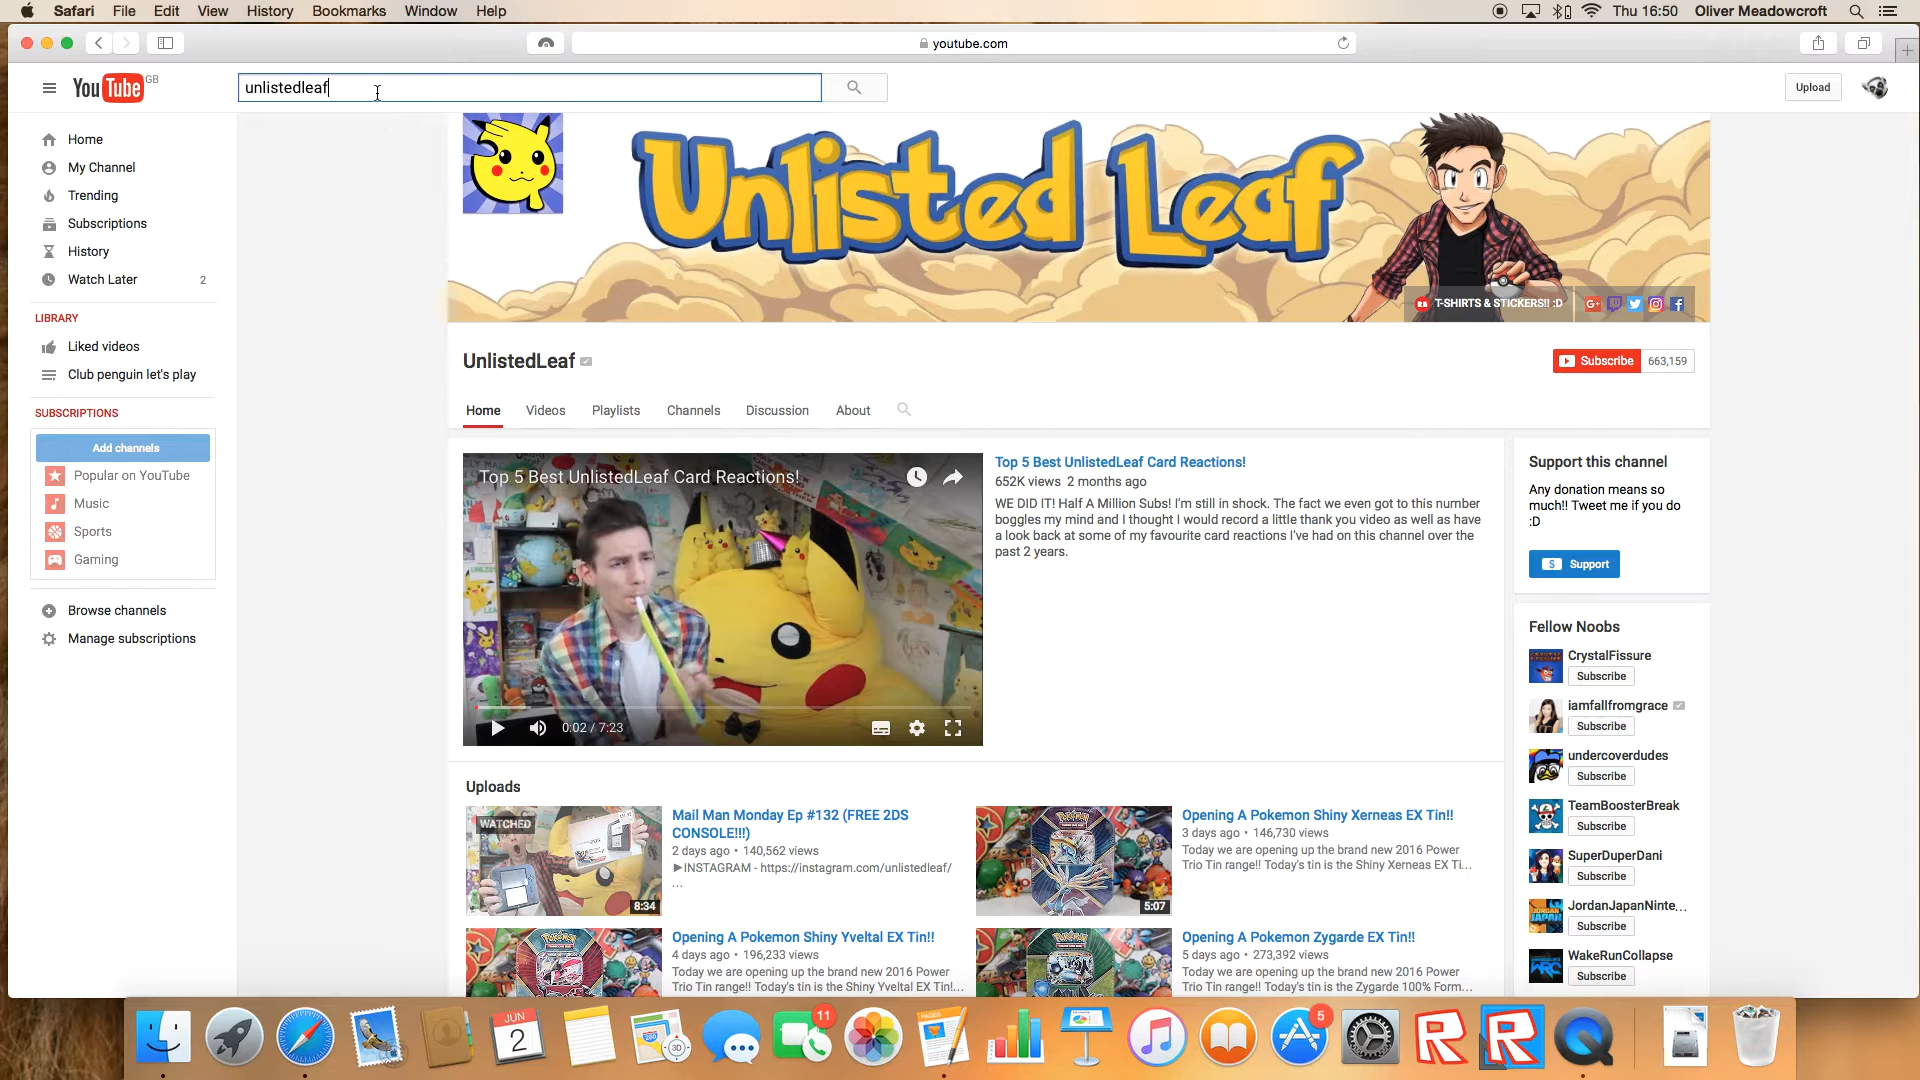 Safari File Edit View History Bookmarks Window Help Thu 16:50 Oliver Meadowcroft
youtube.com
YouTube GB unlistedleaf Upload
Home
My Channel
Trending
Subscriptions
History
Watch Later 2
LIBRARY
Liked videos
Club penguin let's play
SUBSCRIPTIONS
Add channels
Popular on YouTube
Music
Sports
Gaming
Browse channels
Manage subscriptions
Unlisted Leaf
T-SHIRTS & STICKERS!! :D
UnlistedLeaf
Subscribe 663,159
Home Videos Playlists Channels Discussion About
Top 5 Best UnlistedLeaf Card Reactions!
0:02 / 7:23
Top 5 Best UnlistedLeaf Card Reactions!
652K views 2 months ago
WE DID IT! Half A Million Subs! I'm still in shock. The fact we even got to this number
boggles my mind and I thought I would record a little thank you video as well as have
a look back at some of my favourite card reactions I've had on this channel over the
past 2 years.
Uploads
WATCHED
8:34
Mail Man Monday Ep #132 (FREE 2DS
CONSOLE!!!)
2 days ago • 140,562 views
►INSTAGRAM - https://instagram.com/unlistedleaf/
...
5:07
Opening A Pokemon Shiny Xerneas EX Tin!!
3 days ago • 146,730 views
Today we are opening up the brand new 2016 Power
Trio Tin range!! Today's tin is the Shiny Xerneas EX Ti...
Opening A Pokemon Shiny Yveltal EX Tin!!
4 days ago • 196,233 views
Today we are opening up the brand new 2016 Power
Trio Tin range!! Today's tin is the Shiny Yveltal EX Tin!...
Opening A Pokemon Zygarde EX Tin!!
5 days ago • 273,392 views
Today we are opening up the brand new 2016 Power
Trio Tin range!! Today's tin is the Zygarde 100% Form...
Support this channel
Any donation means so
much!! Tweet me if you do
:D
$ Support
Fellow Noobs
CrystalFissure
Subscribe
iamfallfromgrace
Subscribe
undercoverdudes
Subscribe
TeamBoosterBreak
Subscribe
SuperDuperDani
Subscribe
JordanJapanNinte...
Subscribe
WakeRunCollapse
Subscribe
JUN
2
3D
11
PAGES
5